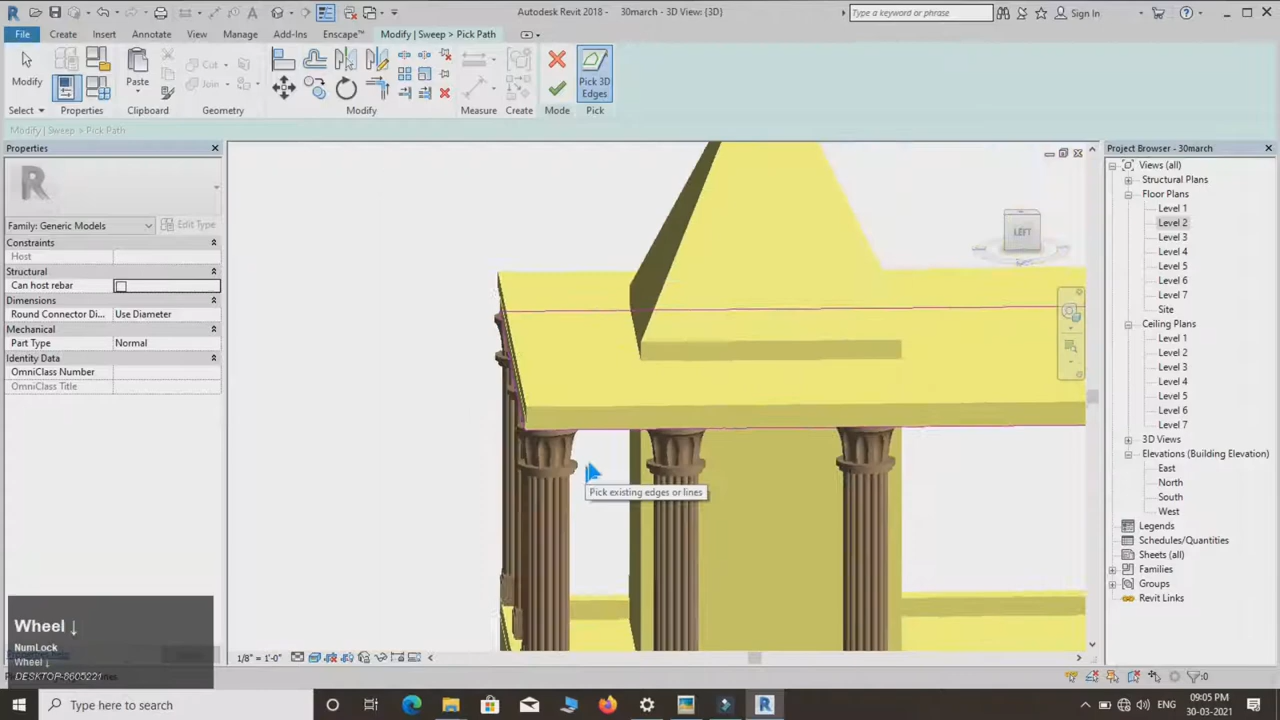 Autodesk Revit 2018 -   30march - 3D View: {3D}
Type a keyword or phrase
Sign In
File
Create
Insert
Annotate
View
Manage
Add-Ins
Enscape™
Modify | Sweep > Pick Path
Modify
Paste
Cut
Join
Pick 3D
Edges
Select
Properties
Clipboard
Geometry
Modify
Measure
Create
Mode
Pick
Modify | Sweep > Pick Path
Properties
R
Family: Generic Models
Edit Type
Constraints
Host
Structural
Can host rebar
Dimensions
Round Connector Di... Use Diameter
Mechanical
Part Type Normal
Identity Data
OmniClass Number
OmniClass Title
LEFT
Pick existing edges or lines
Project Browser - 30march
Views (all)
Structural Plans
Floor Plans
Level 1
Level 2
Level 3
Level 4
Level 5
Level 6
Level 7
Site
Ceiling Plans
Level 1
Level 2
Level 3
Level 4
Level 5
Level 6
Level 7
3D Views
Elevations (Building Elevation)
East
North
South
West
Legends
Schedules/Quantities
Sheets (all)
Families
Groups
Revit Links
Wheel ↓
NumLock
Wheel ↓
DESKTOP-8605221
1/8" = 1'-0"
:0
Type here to search
ENG
09:05 PM
30-03-2021